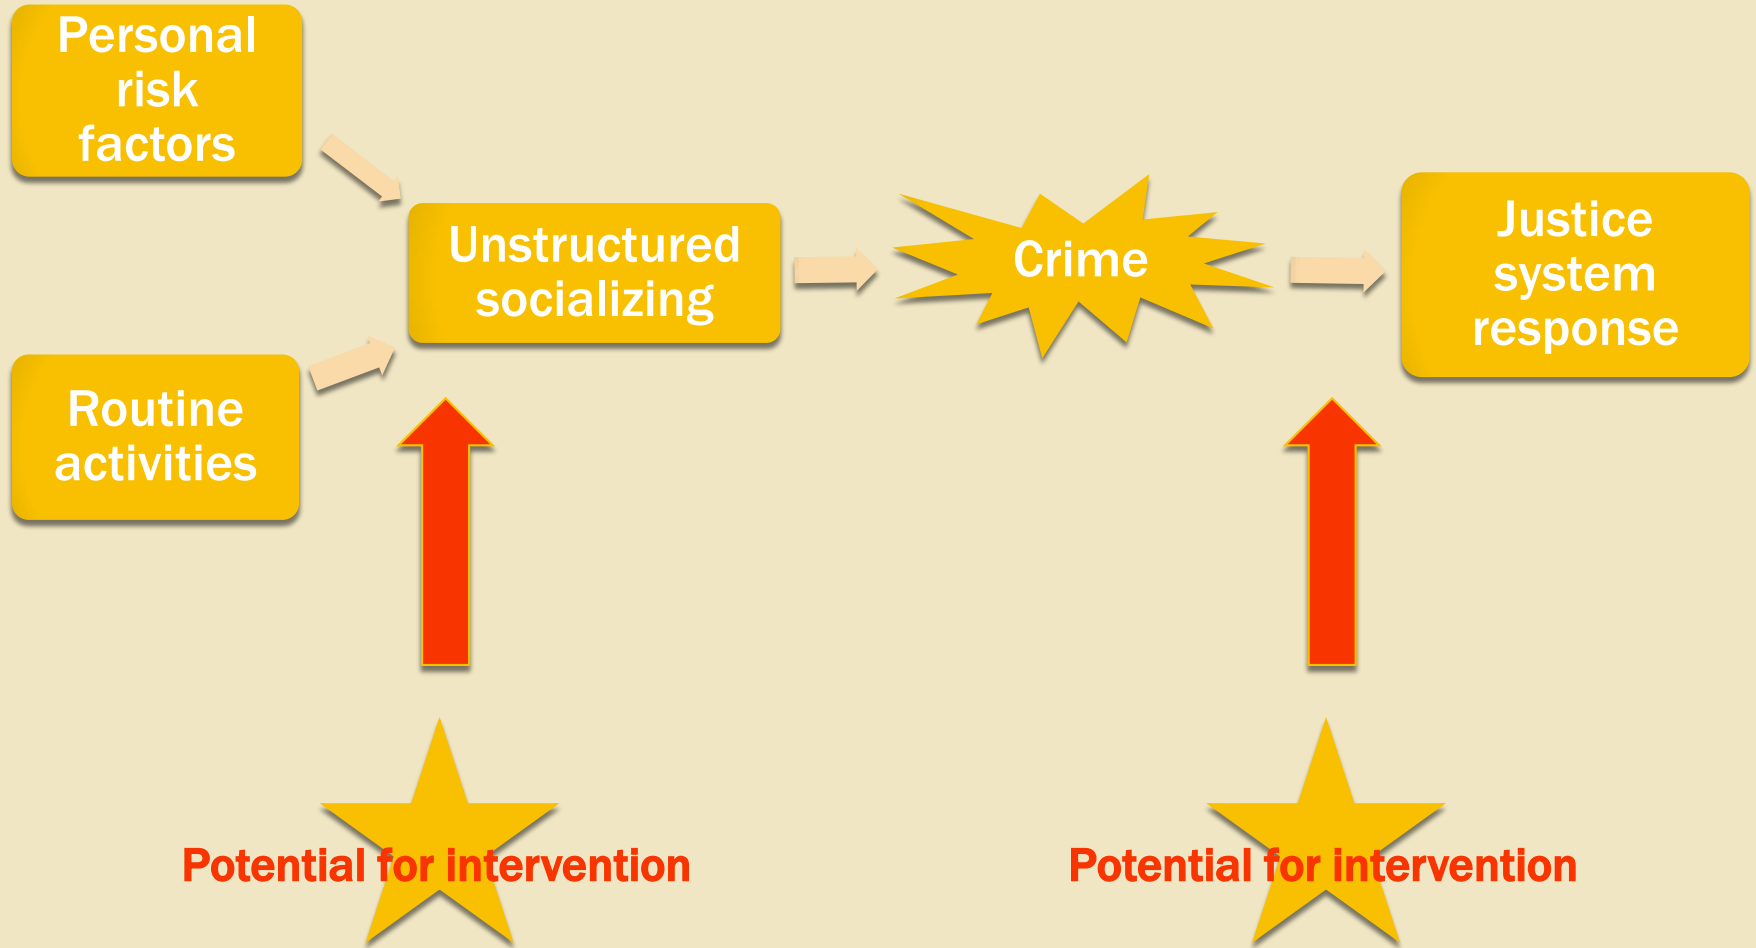 Personal
risk
factors
Routine
activities
Unstructured
socializing
Crime
Justice
system
response
Potential for intervention
Potential for intervention